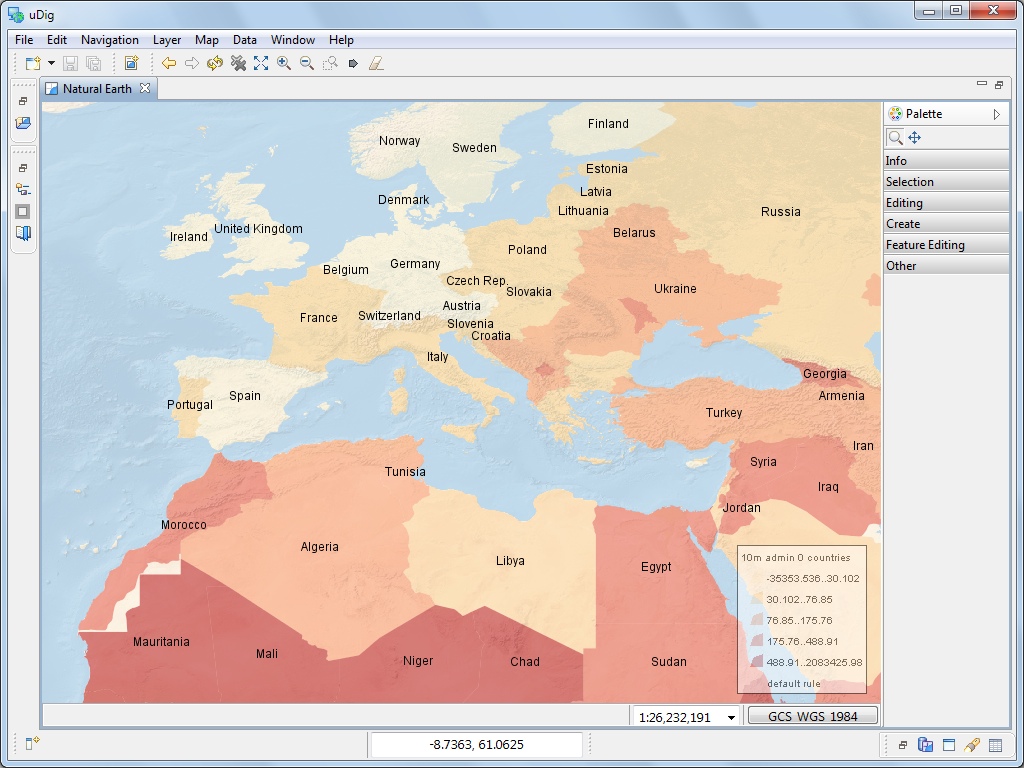 uDig
File Edit Navigation Layer Map Data Window Help
Natural Earth
Palette
Info
Selection
Editing
Create
Feature Editing
Other
Finland
Norway
Sweden
Estonia
Latvia
Denmark
Lithuania
Russia
United Kingdom
Ireland
Belarus
Poland
Germany
Belgium
Czech Rep.
Ukraine
Slovakia
Austria
France
Switzerland
Slovenia
Croatia
Italy
Georgia
Spain
Armenia
Portugal
Turkey
Iran
Syria
Tunisia
Iraq
Jordan
Morocco
Algeria
Libya
Egypt
Mauritania
Mali
Niger
Chad
Sudan
10m admin 0 countries
-35353.536..30.102
30.102..76.85
76.85..175.76
175.76..488.91
488.91..2083425.98
default rule
1:26,232,191
GCS_WGS_1984
-8.7363, 61.0625